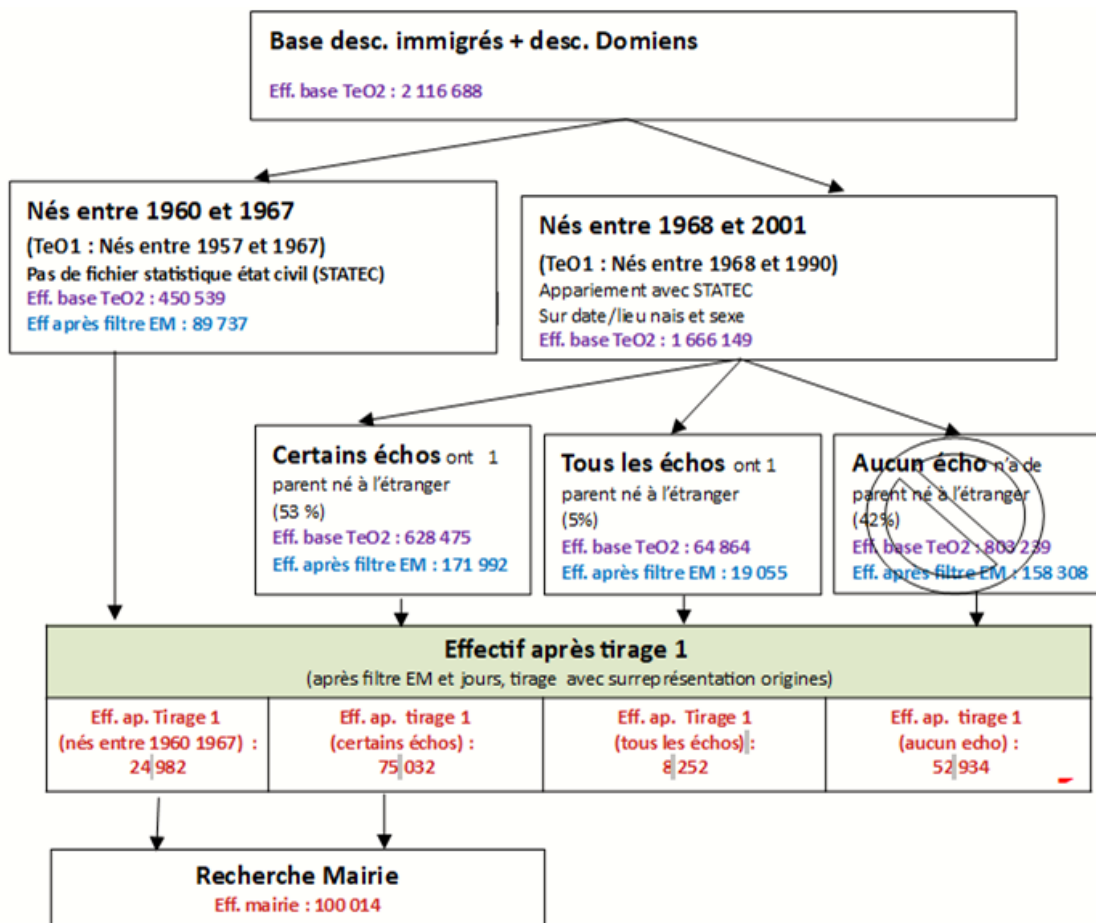 Base desc. immigrés + desc. Domiens
Eff. base TeO2 : 2 116 688
Nés entre 1960 et 1967
(TeO1 : Nés entre 1957 et 1967)
Pas de fichier statistique état civil (STATEC)
Eff. base TeO2 : 450 539
Eff après filtre EM : 89 737
Nés entre 1968 et 2001
(TeO1 : Nés entre 1968 et 1990)
Appariement avec STATEC
Sur date/lieu nais et sexe
Eff. base TeO2 : 1 666 149
Certains échos ont 1
parent né à l'étranger
(53 %)
Eff. base TeO2 : 628 475
Eff. après filtre EM : 171 992
Tous les échos ont 1
parent né à l'étranger
(5%)
Eff. base TeO2 : 64 864
Eff. après filtre EM : 19 055
Aucun écho n'a de
parent né à l'étranger
(42%)
Eff. base TeO2 : 803 239
Eff. après filtre EM : 158 308
Effectif après tirage 1
(après filtre EM et jours, tirage avec surreprésentation origines)
Eff. ap. Tirage 1
(nés entre 1960 1967) :
24 982
Eff. ap. tirage 1
(certains échos) :
75 032
Eff. ap. Tirage 1
(tous les échos) :
8 252
Eff. ap. tirage 1
(aucun echo) :
52 934
Recherche Mairie
Eff. mairie : 100 014